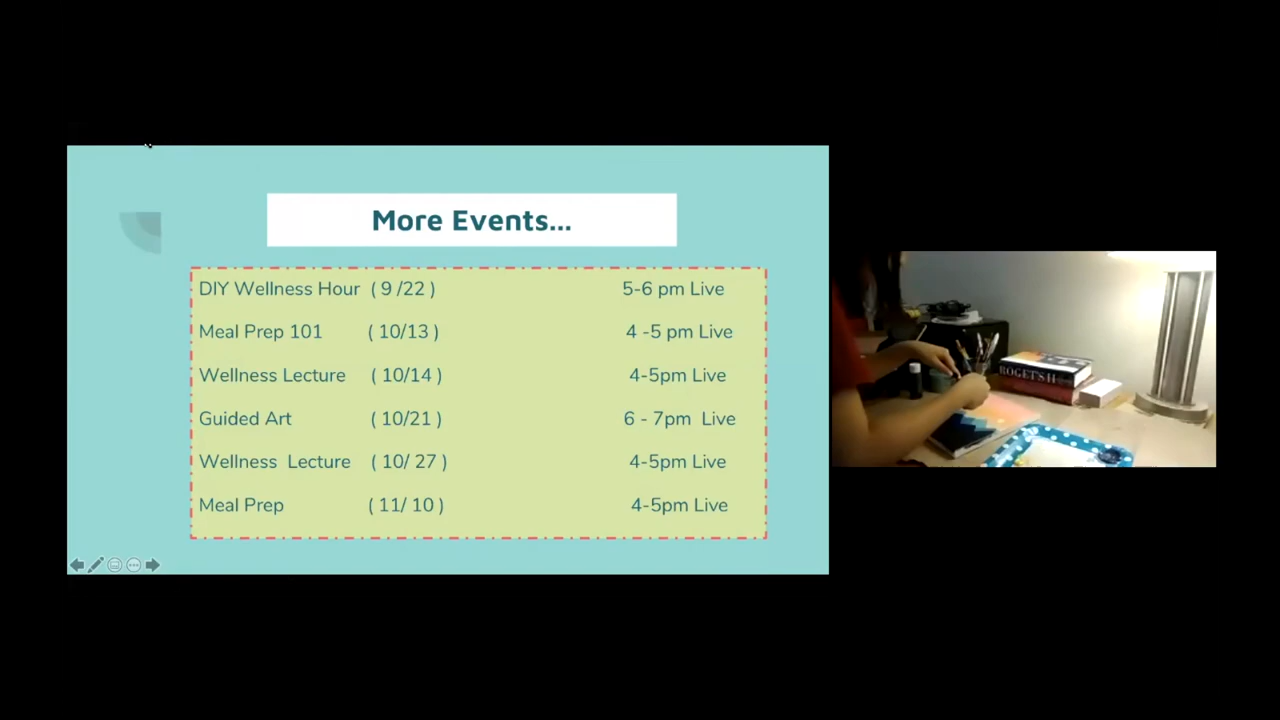 More Events...
DIY Wellness Hour ( 9 /22 ) 5-6 pm Live
Meal Prep 101 ( 10/13 ) 4 -5 pm Live
Wellness Lecture ( 10/14 ) 4-5pm Live
Guided Art ( 10/21 ) 6 - 7pm Live
Wellness Lecture ( 10/ 27 ) 4-5pm Live
Meal Prep ( 11/ 10 ) 4-5pm Live
ROGET'S II